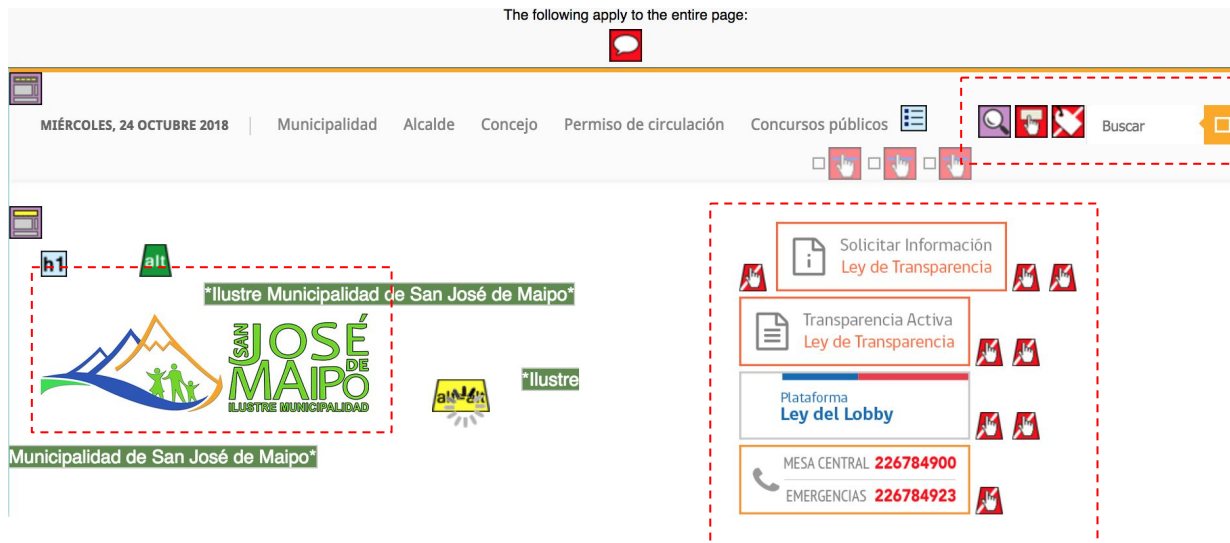 The following apply to the entire page:
MIÉRCOLES, 24 OCTUBRE 2018 Municipalidad Alcalde Concejo Permiso de circulación Concursos públicos Buscar
h1 alt
*Ilustre Municipalidad de San José de Maipo*
SAN JOSÉ
DE
MAIPO
ILUSTRE MUNICIPALIDAD
alt alt
*Ilustre
Municipalidad de San José de Maipo*
Solicitar Información
Ley de Transparencia
Transparencia Activa
Ley de Transparencia
Plataforma
Ley del Lobby
MESA CENTRAL 226784900
EMERGENCIAS 226784923